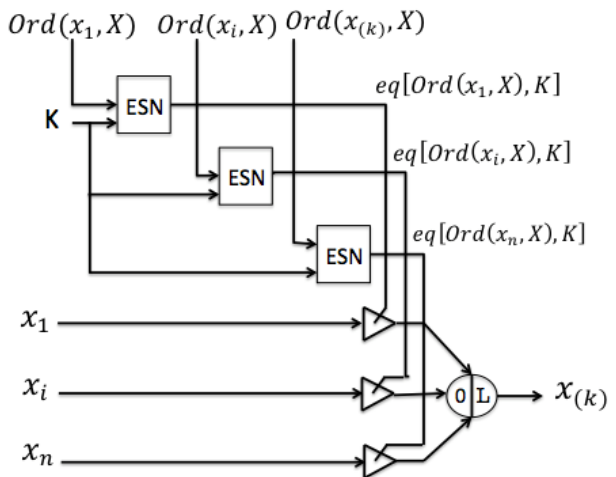 Ord(x₁, X) Ord(xᵢ, X) Ord(x₍ₖ₎, X)
ESN
eq[Ord(x₁, X), K]
K
ESN
eq[Ord(xᵢ, X), K]
ESN
eq[Ord(xₙ, X), K]
x₁
xᵢ
0 L
x₍ₖ₎
xₙ